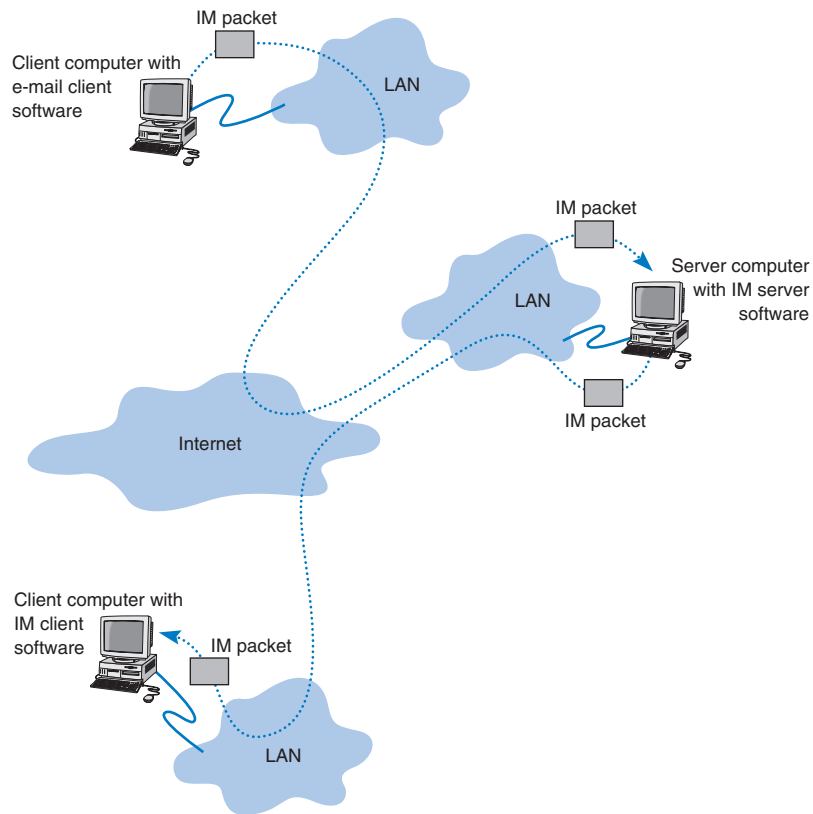 IM packet
Client computer with
e-mail client
software
LAN
IM packet
Server computer
with IM server
software
LAN
IM packet
Internet
Client computer with
IM client
software
IM packet
LAN